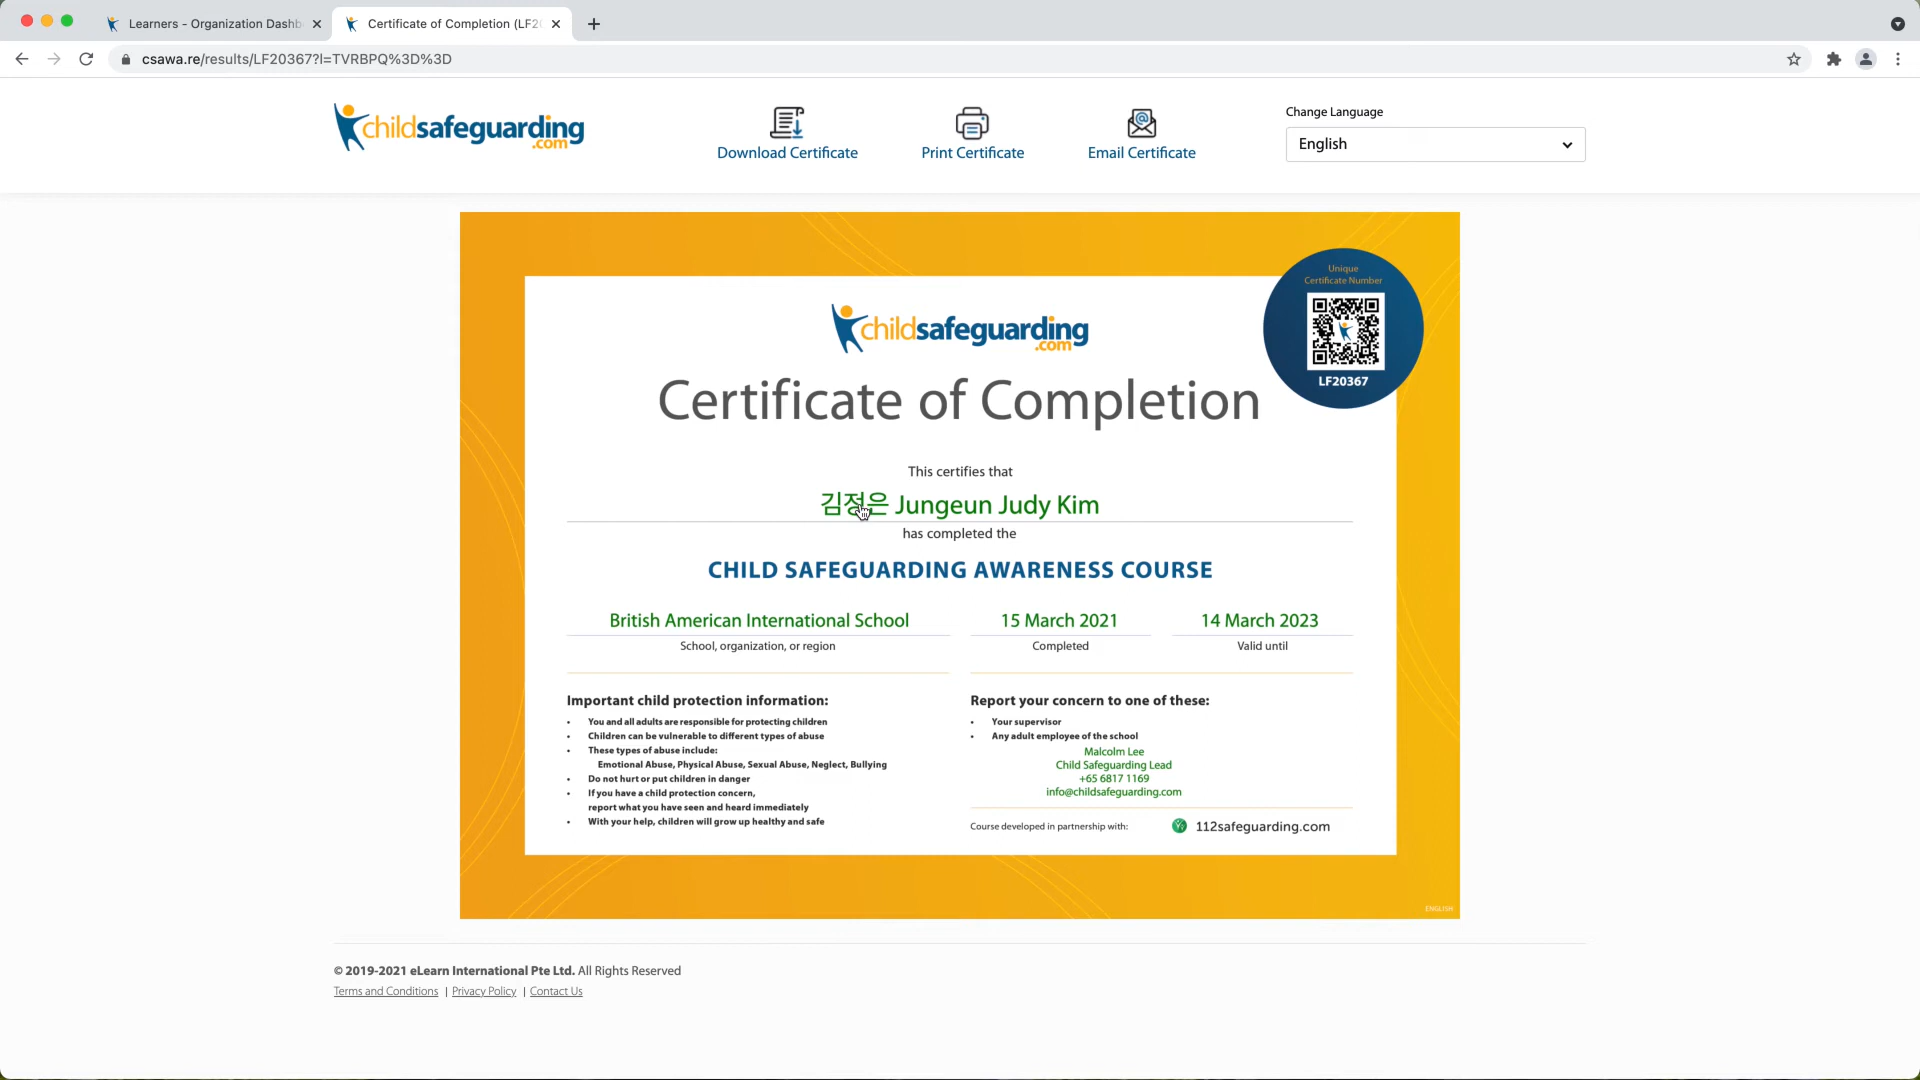 Learners - Organization Dashb
Certificate of Completion (LF2
csawa.re/results/LF20367?l=TVRBPQ%3D%3D
childsafeguarding
.com
Download Certificate
Print Certificate
Email Certificate
Change Language
English
Unique
Certificate Number
LF20367
childsafeguarding
.com
Certificate of Completion
This certifies that
김정은 Jungeun Judy Kim
has completed the
CHILD SAFEGUARDING AWARENESS COURSE
British American International School
15 March 2021
14 March 2023
School, organization, or region
Completed
Valid until
Important child protection information:
• You and all adults are responsible for protecting children
• Children can be vulnerable to different types of abuse
• These types of abuse include:
Emotional Abuse, Physical Abuse, Sexual Abuse, Neglect, Bullying
• Do not hurt or put children in danger
• If you have a child protection concern,
report what you have seen and heard immediately
• With your help, children will grow up healthy and safe
Report your concern to one of these:
• Your supervisor
• Any adult employee of the school
Malcolm Lee
Child Safeguarding Lead
+65 6817 1169
info@childsafeguarding.com
Course developed in partnership with:
112safeguarding.com
ENGLISH
© 2019-2021 eLearn International Pte Ltd. All Rights Reserved
Terms and Conditions | Privacy Policy | Contact Us